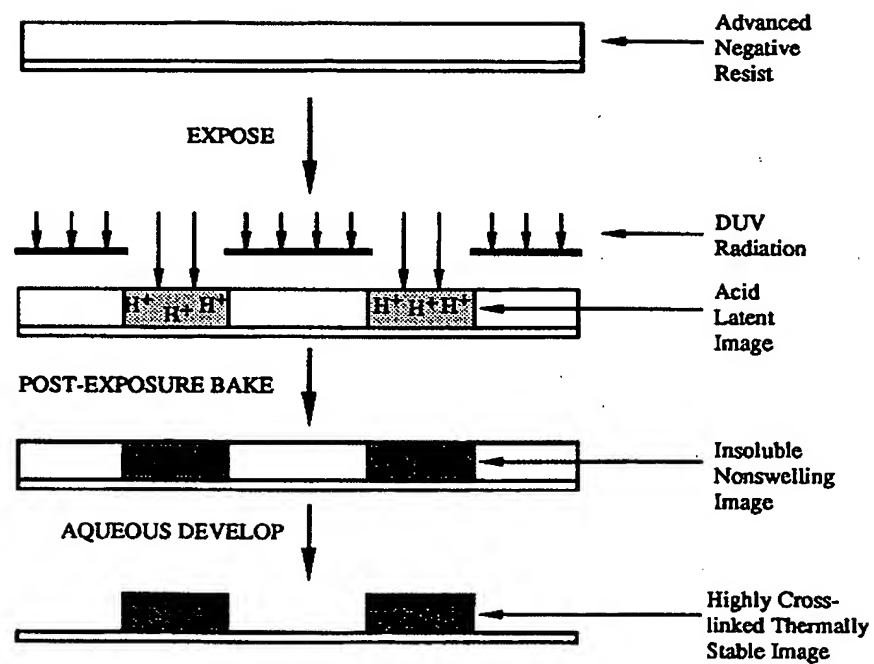 Advanced
Negative
Resist
EXPOSE
DUV
Radiation
H+ H+ H+ H+ H+ H+
Acid
Latent
Image
POST-EXPOSURE BAKE
Insoluble
Nonswelling
Image
AQUEOUS DEVELOP
Highly Cross-
linked Thermally
Stable Image